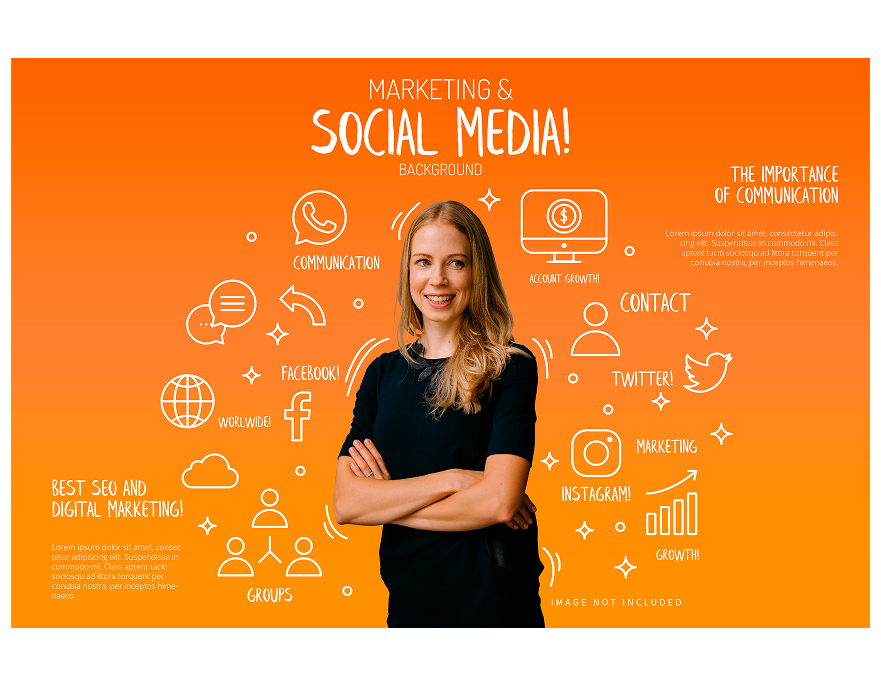 MARKETING &
SOCIAL MEDIA!
BACKGROUND
THE IMPORTANCE
OF COMMUNICATION
Lorem ipsum dolor sit amet, consectetur adipis-
cing elit. Suspendisse in commodo mi. Class
aptent taciti sociosqu ad litora torquent per
conubia nostra, per inceptos himenaeos.
COMMUNICATION
$
ACCOUNT GROWTH!
CONTACT
FACEBOOK!
TWITTER!
WORLWIDE!
MARKETING
INSTAGRAM!
BEST SEO AND
DIGITAL MARKETING!
Lorem ipsum dolor sit amet, consec-
tetur adipiscing elit. Suspendisse in
commodo mi. Class aptent taciti
sociosqu ad litora torquent per
conubia nostra, per inceptos hime-
naeos.
GROWTH!
GROUPS
IMAGE NOT INCLUDED